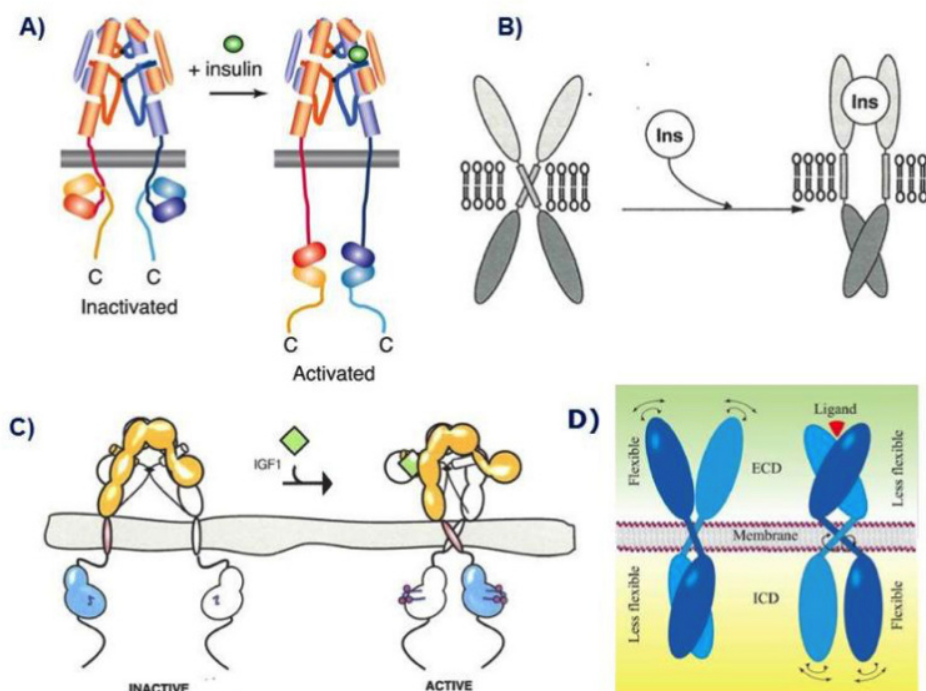 A)
+ insulin
C
C
Inactivated
C
C
Activated
B)
Ins
Ins
C)
IGF1
INACTIVE
ACTIVE
D)
Ligand
Flexible
ECD
Less flexible
Membrane
Less flexible
ICD
Flexible